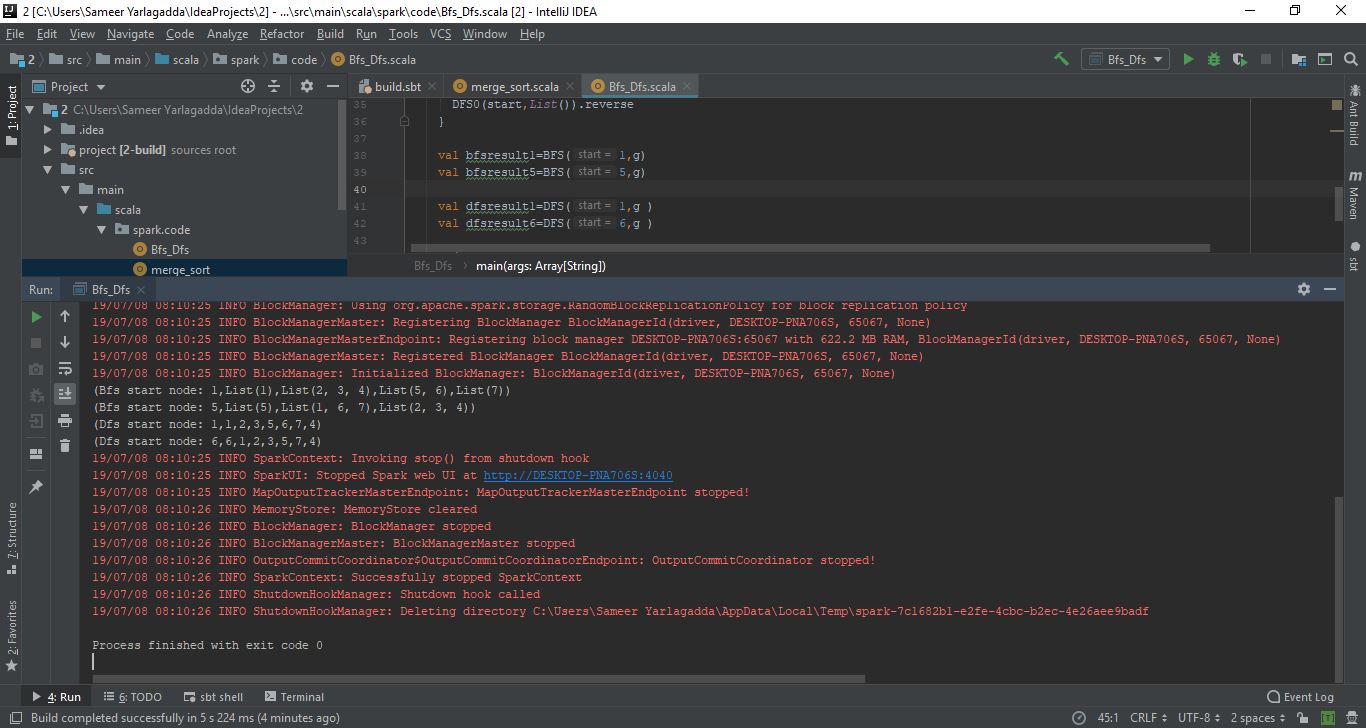 2 [C:\Users\Sameer Yarlagadda\IdeaProjects\2] - ...\src\main\scala\spark\code\Bfs_Dfs.scala [2] - IntelliJ IDEA
File Edit View Navigate Code Analyze Refactor Build Run Tools VCS Window Help
2 src main scala spark code Bfs_Dfs.scala Bfs_Dfs
1: Project
Project
build.sbt merge_sort.scala Bfs_Dfs.scala
2 C:\Users\Sameer Yarlagadda\IdeaProjects\2
.idea
project [2-build] sources root
src
main
scala
spark.code
Bfs_Dfs
merge_sort
35 DFS0(start,List()).reverse
36 }
37
38 val bfsresult1=BFS( start = 1,g)
39 val bfsresult5=BFS( start = 5,g)
40
41 val dfsresult1=DFS( start = 1,g )
42 val dfsresult6=DFS( start = 6,g )
43
Bfs_Dfs main(args: Array[String])
Ant Build
Maven
sbt
Run: Bfs_Dfs
19/07/08 08:10:25 INFO BlockManager: Using org.apache.spark.storage.RandomBlockReplicationPolicy for block replication policy
19/07/08 08:10:25 INFO BlockManagerMaster: Registering BlockManager BlockManagerId(driver, DESKTOP-PNA706S, 65067, None)
19/07/08 08:10:25 INFO BlockManagerMasterEndpoint: Registering block manager DESKTOP-PNA706S:65067 with 622.2 MB RAM, BlockManagerId(driver, DESKTOP-PNA706S, 65067, None)
19/07/08 08:10:25 INFO BlockManagerMaster: Registered BlockManager BlockManagerId(driver, DESKTOP-PNA706S, 65067, None)
19/07/08 08:10:25 INFO BlockManager: Initialized BlockManager: BlockManagerId(driver, DESKTOP-PNA706S, 65067, None)
(Bfs start node: 1,List(1),List(2, 3, 4),List(5, 6),List(7))
(Bfs start node: 5,List(5),List(1, 6, 7),List(2, 3, 4))
(Dfs start node: 1,1,2,3,5,6,7,4)
(Dfs start node: 6,6,1,2,3,5,7,4)
19/07/08 08:10:25 INFO SparkContext: Invoking stop() from shutdown hook
19/07/08 08:10:25 INFO SparkUI: Stopped Spark web UI at http://DESKTOP-PNA706S:4040
19/07/08 08:10:25 INFO MapOutputTrackerMasterEndpoint: MapOutputTrackerMasterEndpoint stopped!
19/07/08 08:10:26 INFO MemoryStore: MemoryStore cleared
19/07/08 08:10:26 INFO BlockManager: BlockManager stopped
19/07/08 08:10:26 INFO BlockManagerMaster: BlockManagerMaster stopped
19/07/08 08:10:26 INFO OutputCommitCoordinator$OutputCommitCoordinatorEndpoint: OutputCommitCoordinator stopped!
19/07/08 08:10:26 INFO SparkContext: Successfully stopped SparkContext
19/07/08 08:10:26 INFO ShutdownHookManager: Shutdown hook called
19/07/08 08:10:26 INFO ShutdownHookManager: Deleting directory C:\Users\Sameer Yarlagadda\AppData\Local\Temp\spark-7c1682b1-e2fe-4cbc-b2ec-4e26aee9badf
Process finished with exit code 0
7: Structure
2: Favorites
4: Run 6: TODO sbt shell Terminal Event Log
Build completed successfully in 5 s 224 ms (4 minutes ago) 45:1 CRLF UTF-8 2 spaces